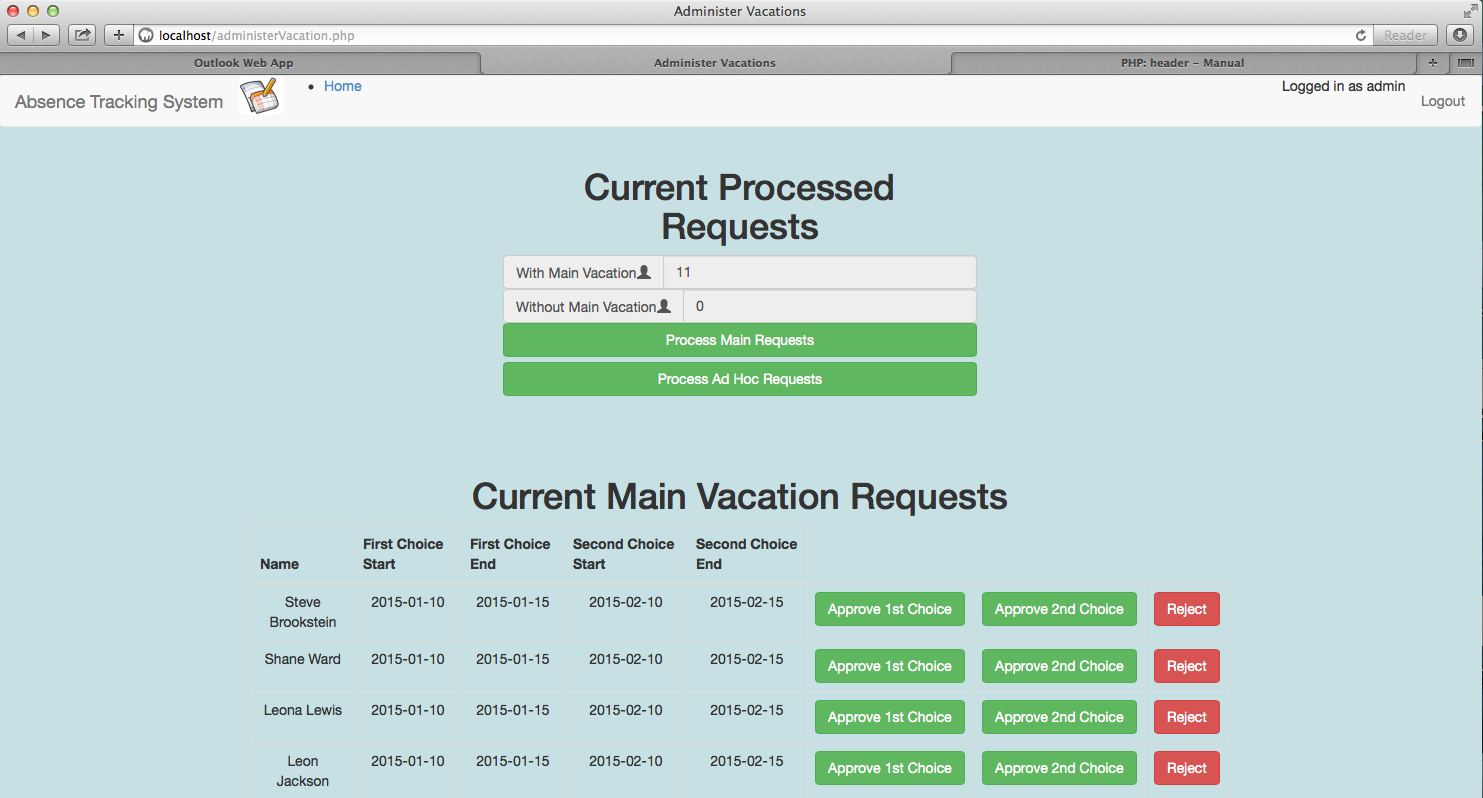 Administer Vacations
localhost/administerVacation.php
Reader
Outlook Web App
Administer Vacations
PHP: header - Manual
Absence Tracking System
Home
Logged in as admin
Logout
Current Processed
Requests
With Main Vacation 11
Without Main Vacation 0
Process Main Requests
Process Ad Hoc Requests
Current Main Vacation Requests
Name
First Choice
Start
First Choice
End
Second Choice
Start
Second Choice
End
Steve
Brookstein
2015-01-10 2015-01-15 2015-02-10 2015-02-15 Approve 1st Choice Approve 2nd Choice Reject
Shane Ward 2015-01-10 2015-01-15 2015-02-10 2015-02-15 Approve 1st Choice Approve 2nd Choice Reject
Leona Lewis 2015-01-10 2015-01-15 2015-02-10 2015-02-15 Approve 1st Choice Approve 2nd Choice Reject
Leon
Jackson
2015-01-10 2015-01-15 2015-02-10 2015-02-15 Approve 1st Choice Approve 2nd Choice Reject